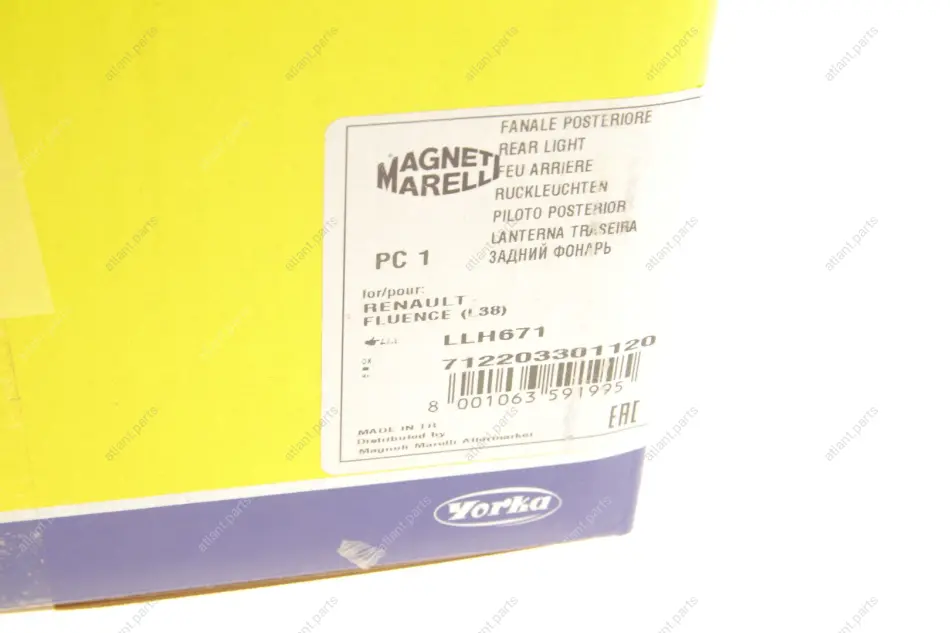 FANALE POSTERIORE
REAR LIGHT
FEU ARRIERE
RUCKLEUCHTEN
PILOTO POSTERIOR
LANTERNA TRASEIRA
ЗАДНИЙ ФОНАРЬ
MAGNETI
MARELLI
PC 1
for/pour:
RENAULT
FLUENCE (L38)
LLH671
712203301120
8 001063 591995
EAC
MADE IN
Distributed by
Magneti Marelli Aftermarket
Yorka
atlant.parts